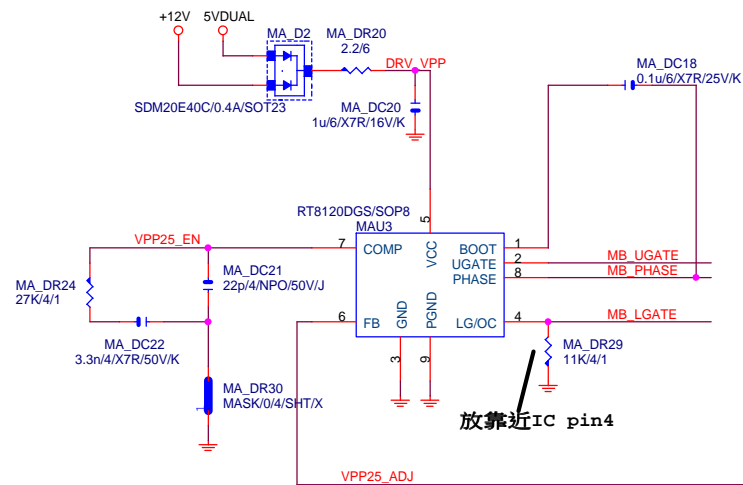 +12V
5VDUAL
MA_D2
MA_DR20
2.2/6
DRV_VPP
SDM20E40C/0.4A/SOT23
MA_DC20
1u/6/X7R/16V/K
MA_DC18
0.1u/6/X7R/25V/K
RT8120DGS/SOP8
MAU3
5
VPP25_EN
7
COMP
VCC
BOOT
1
UGATE
2
MB_UGATE
PHASE
8
MB_PHASE
MA_DR24
27K/4/1
MA_DC21
22p/4/NPO/50V/J
6
FB
GND
PGND
LG/OC
4
MB_LGATE
MA_DC22
3.3n/4/X7R/50V/K
3
9
MA_DR29
11K/4/1
MA_DR30
MASK/0/4/SHT/X
1
放靠近IC pin4
VPP25_ADJ